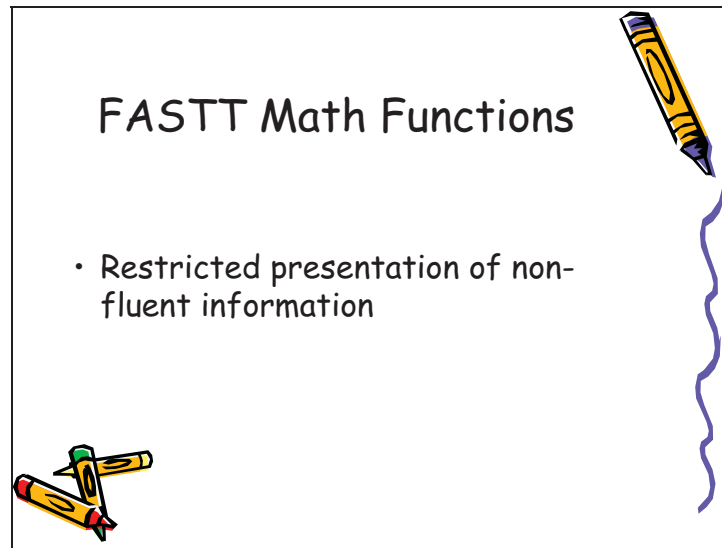 FASTT Math Functions
• Restricted presentation of non-
fluent information